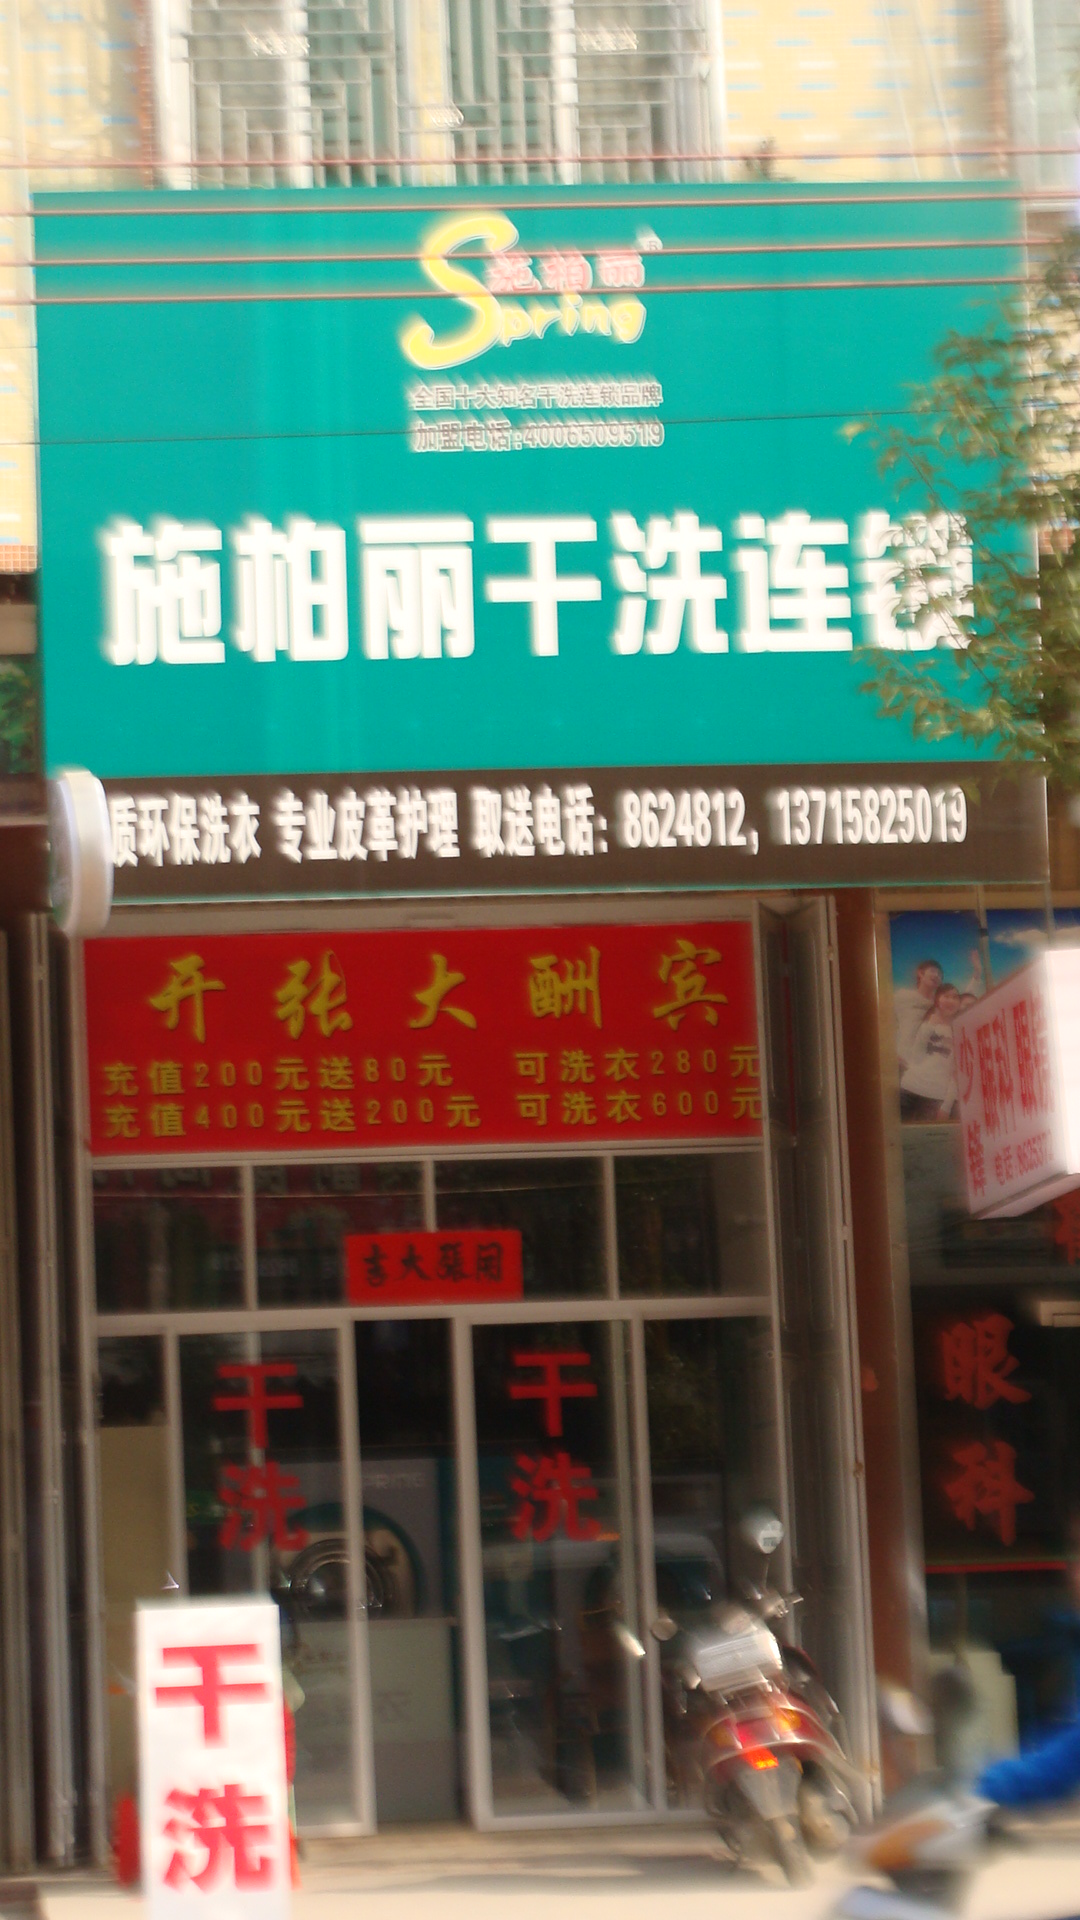 施柏丽®
Spring
全国十大知名干洗连锁品牌
加盟电话:4006509519
施柏丽干洗连锁
质环保洗衣 专业皮革护理 取送电话: 8624812, 13715825019
开张大酬宾
充值200元送80元 可洗衣280元
充值400元送200元 可洗衣600元
吉大張開
干洗
干洗
干洗
眼科
眼科